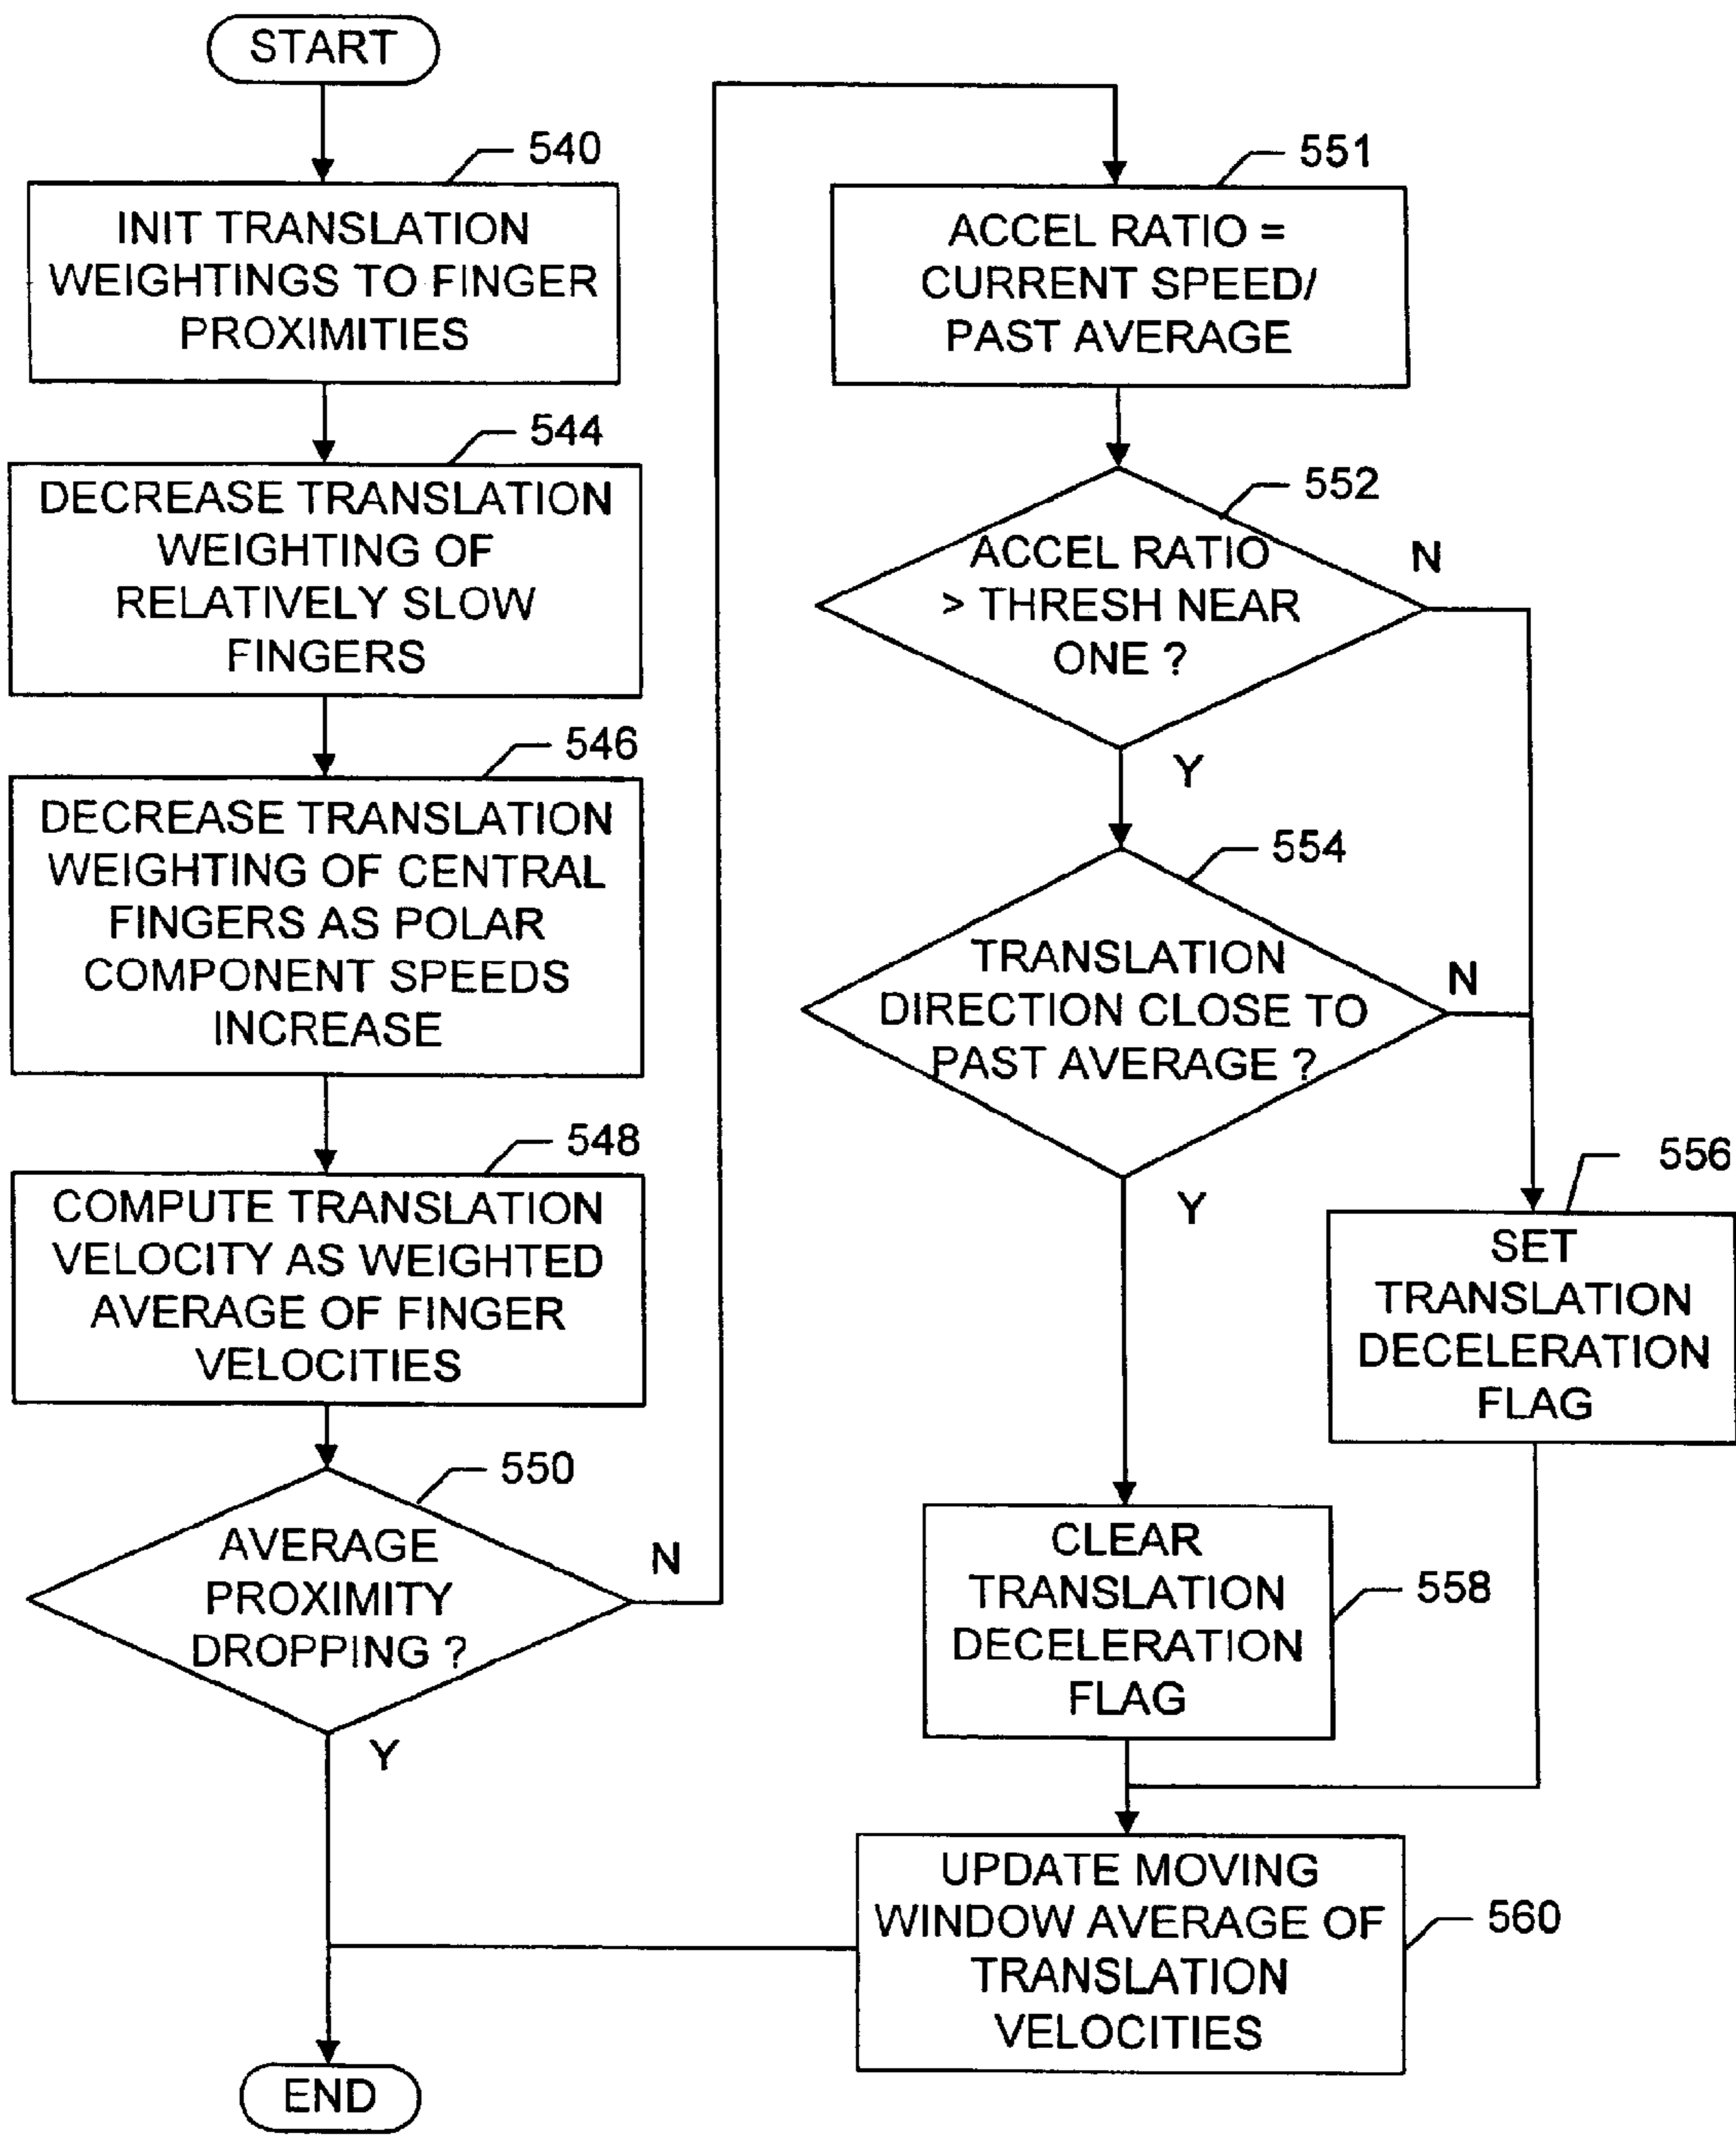 START
540
INIT TRANSLATION
WEIGHTINGS TO FINGER
PROXIMITIES
544
DECREASE TRANSLATION
WEIGHTING OF
RELATIVELY SLOW
FINGERS
546
DECREASE TRANSLATION
WEIGHTING OF CENTRAL
FINGERS AS POLAR
COMPONENT SPEEDS
INCREASE
548
COMPUTE TRANSLATION
VELOCITY AS WEIGHTED
AVERAGE OF FINGER
VELOCITIES
550
AVERAGE
PROXIMITY
DROPPING ?
N
Y
END
551
ACCEL RATIO =
CURRENT SPEED/
PAST AVERAGE
552
ACCEL RATIO
> THRESH NEAR
ONE ?
N
Y
554
TRANSLATION
DIRECTION CLOSE TO
PAST AVERAGE ?
N
Y
556
SET
TRANSLATION
DECELERATION
FLAG
558
CLEAR
TRANSLATION
DECELERATION
FLAG
560
UPDATE MOVING
WINDOW AVERAGE OF
TRANSLATION
VELOCITIES